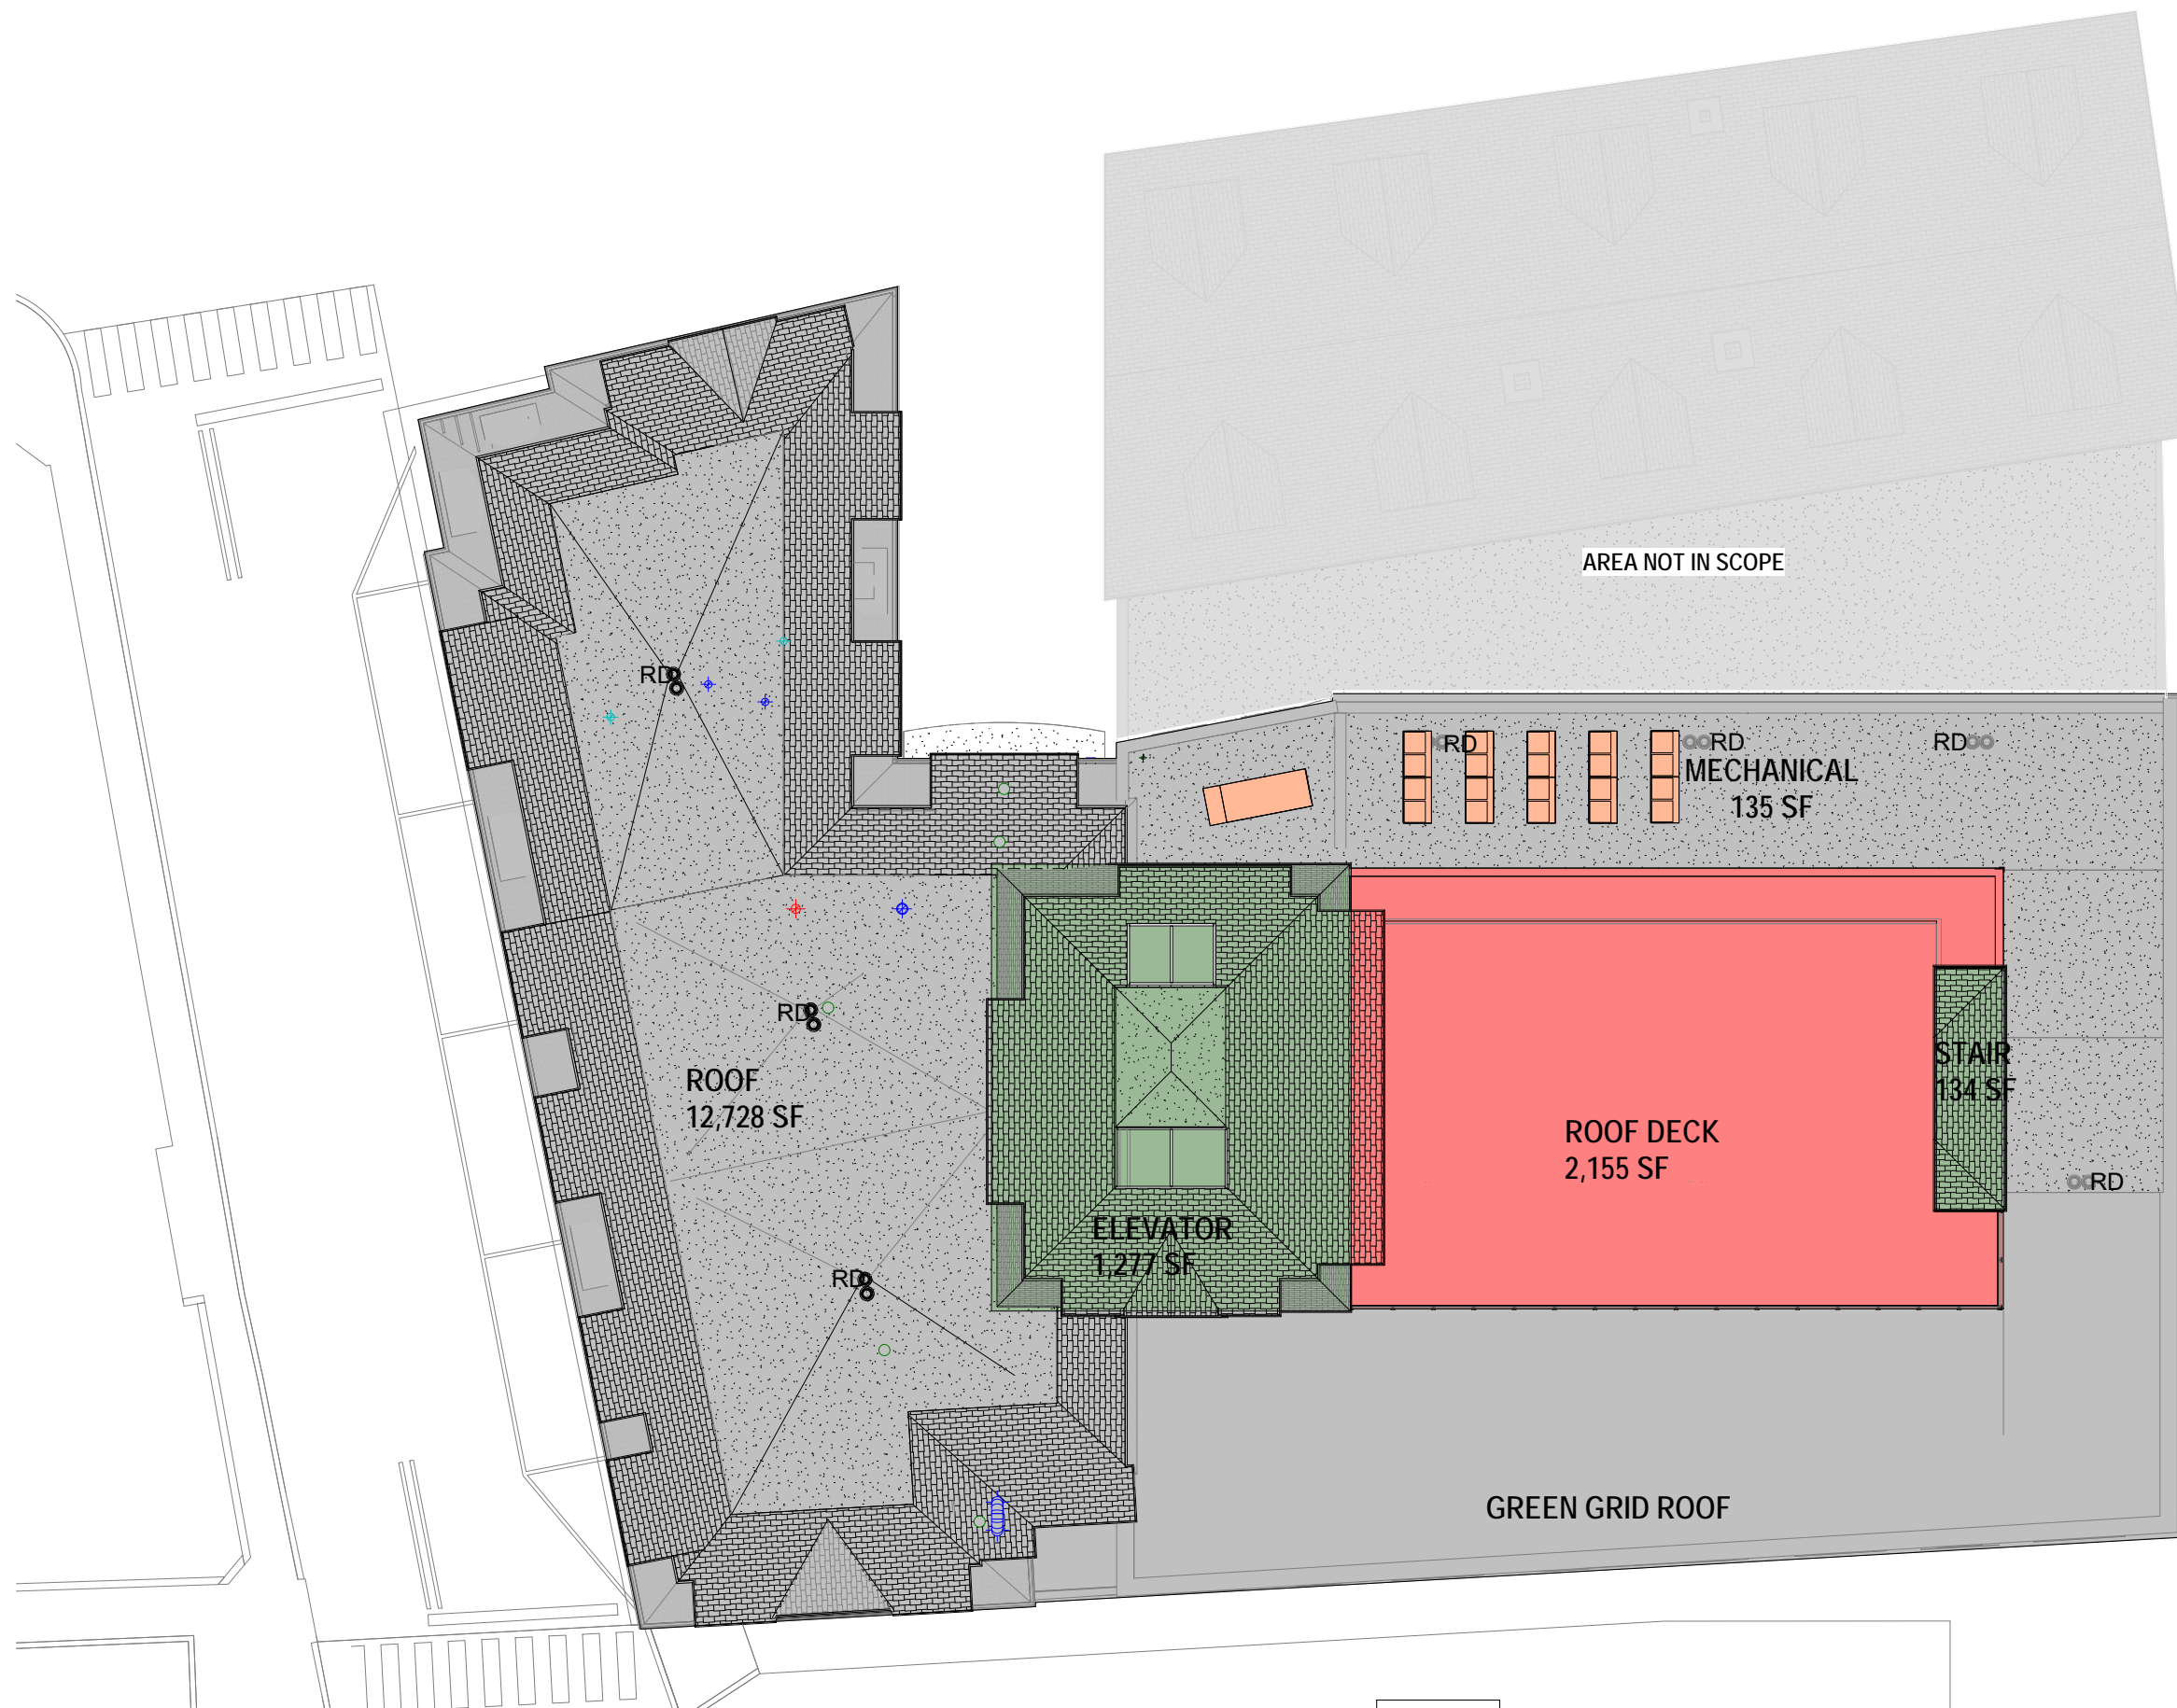 AREA NOT IN SCOPE
RD
RD
RD
RD
MECHANICAL
135 SF
RD
ROOF
12,728 SF
STAIR
134 SF
ROOF DECK
2,155 SF
RD
ELEVATOR
1,277 SF
RD
GREEN GRID ROOF